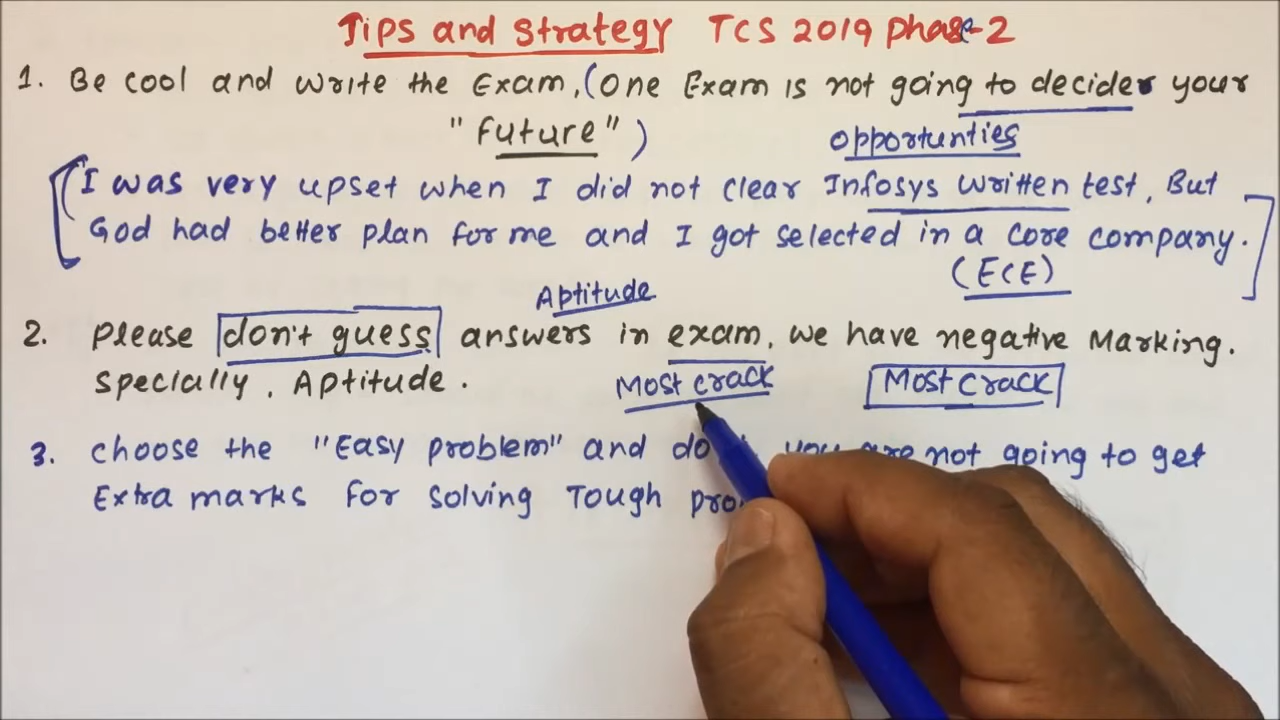 Tips and Strategy TCS 2019 Phase-2
1. Be cool and write the Exam, (One Exam is not going to decider your
"Future")
opportunties
(I was very upset when I did not clear Infosys written test, But
God had better plan for me and I got selected in a core company.
(ECE)
Aptitude
2. Please don't guess answers in exam, we have negative Marking.
Specially, Aptitude.
Most crack
Most crack
3. choose the "Easy problem" and you are not going to get
Extra marks for solving Tough